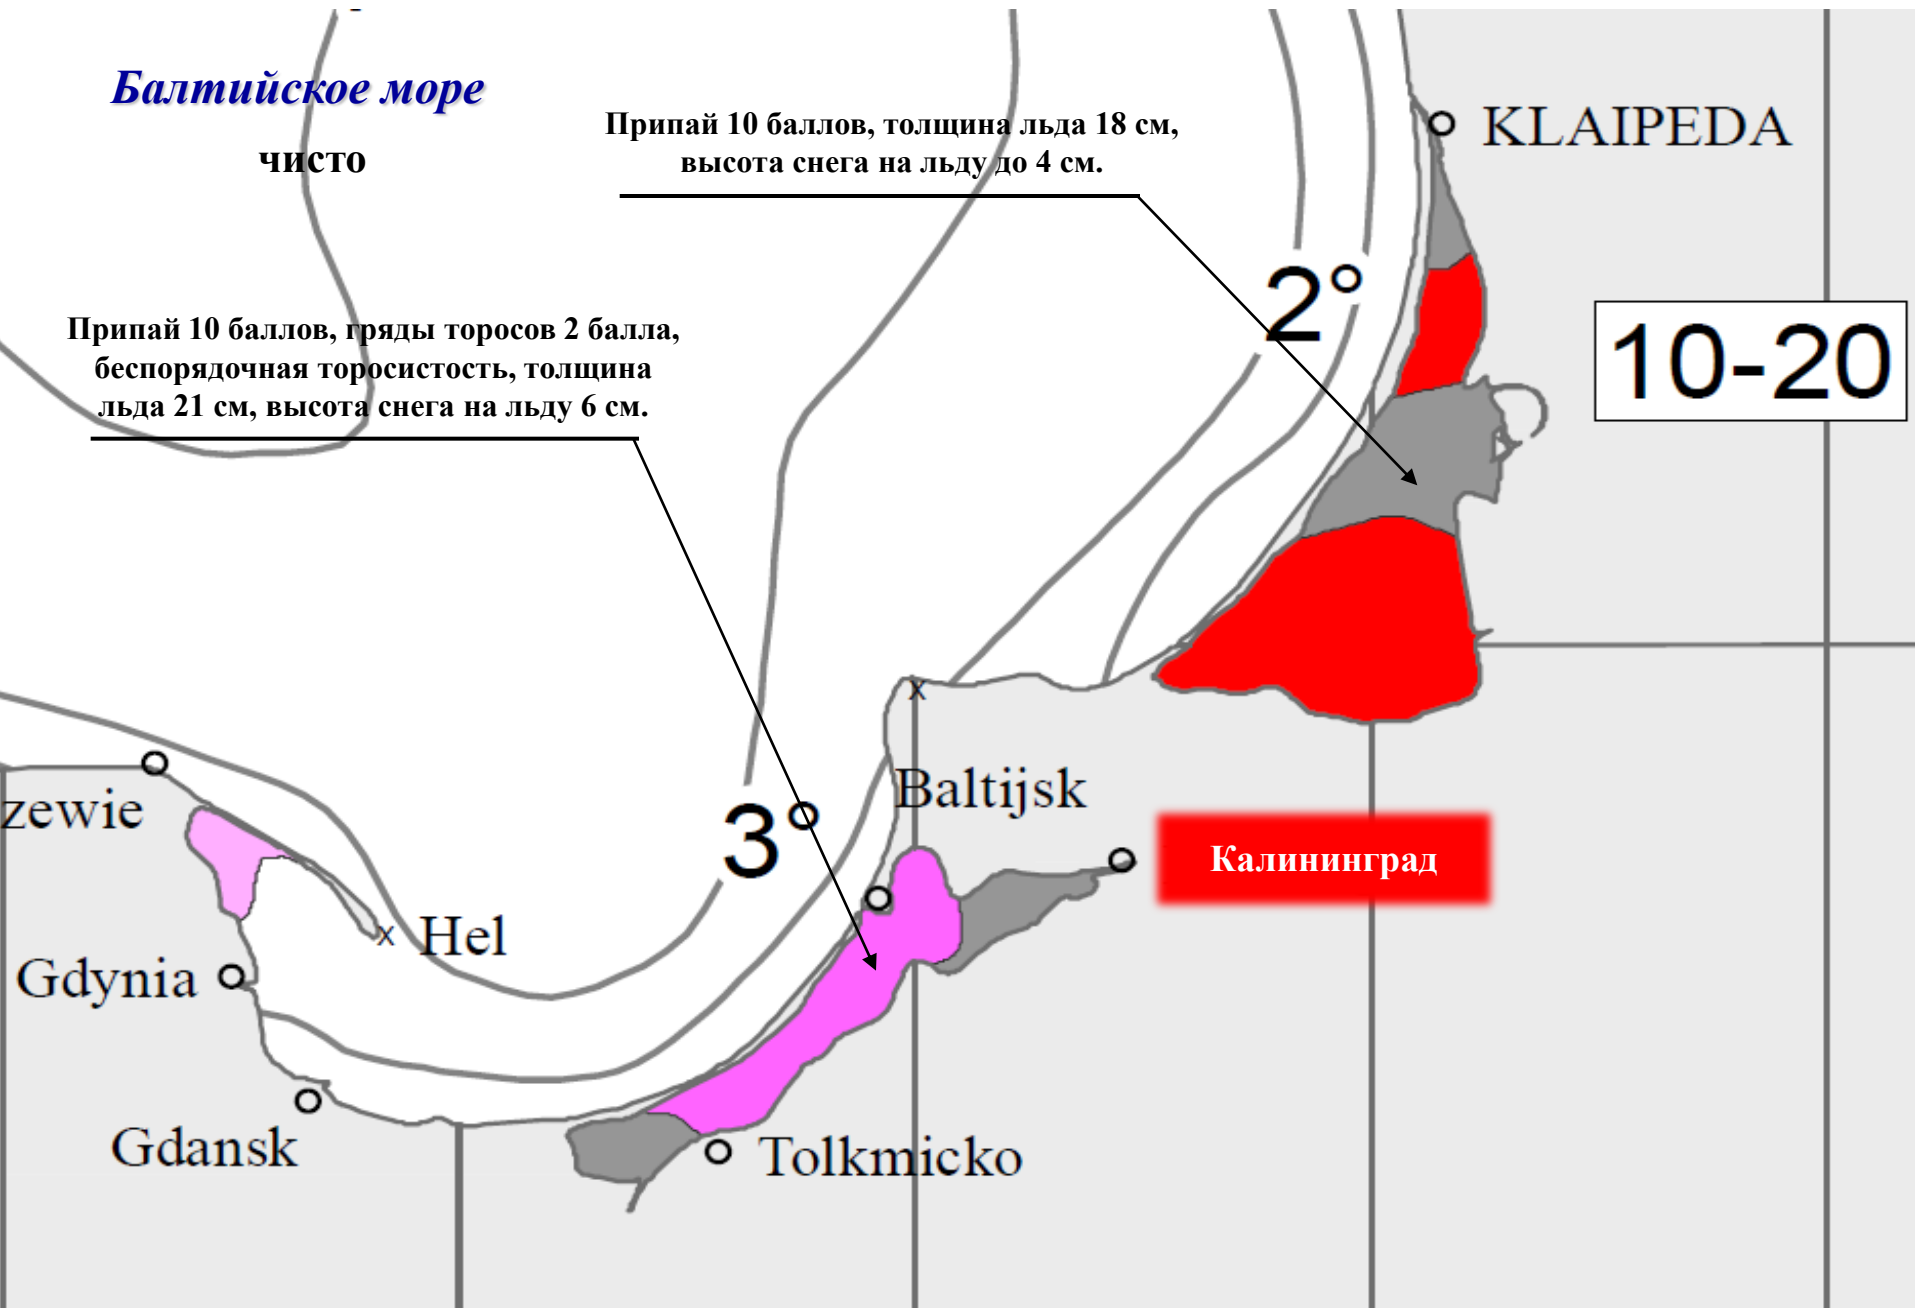 Балтийское море
чисто
Припай 10 баллов, толщина льда 18 см,
высота снега на льду до 4 см.
KLAIPEDA
2°
10-20
Припай 10 баллов, гряды торосов 2 балла,
беспорядочная торосистость, толщина
льда 21 см, высота снега на льду 6 см.
x
Baltijsk
zewie
3°
Калининград
x Hel
Gdynia
Gdansk
Tolkmicko